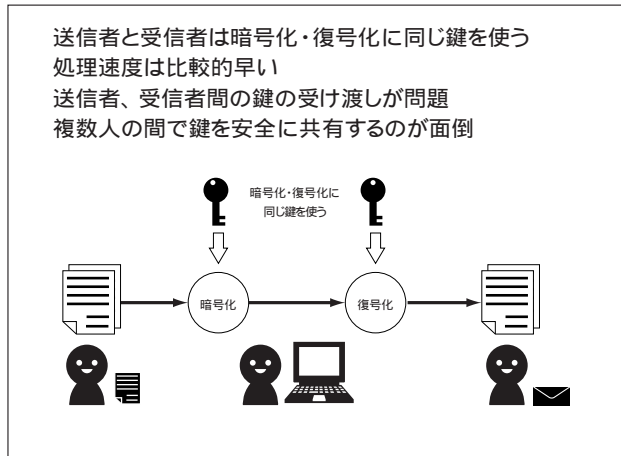 送信者と受信者は暗号化・復号化に同じ鍵を使う
処理速度は比較的早い
送信者、受信者間の鍵の受け渡しが問題
複数人の間で鍵を安全に共有するのが面倒
暗号化・復号化に
同じ鍵を使う
暗号化
復号化